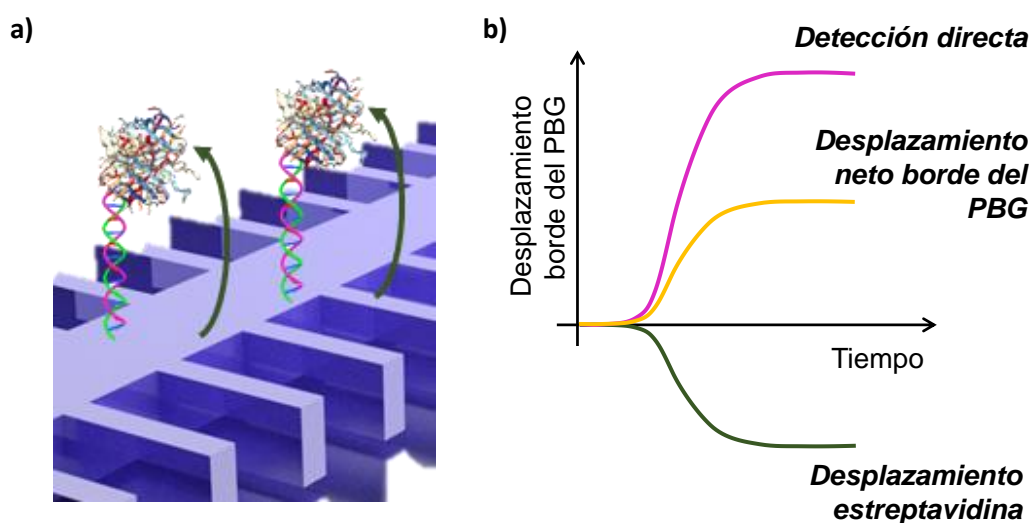 a)
b)
Detección directa
Desplazamiento
borde del PBG
Desplazamiento
neto borde del
PBG
Tiempo
Desplazamiento
estreptavidina